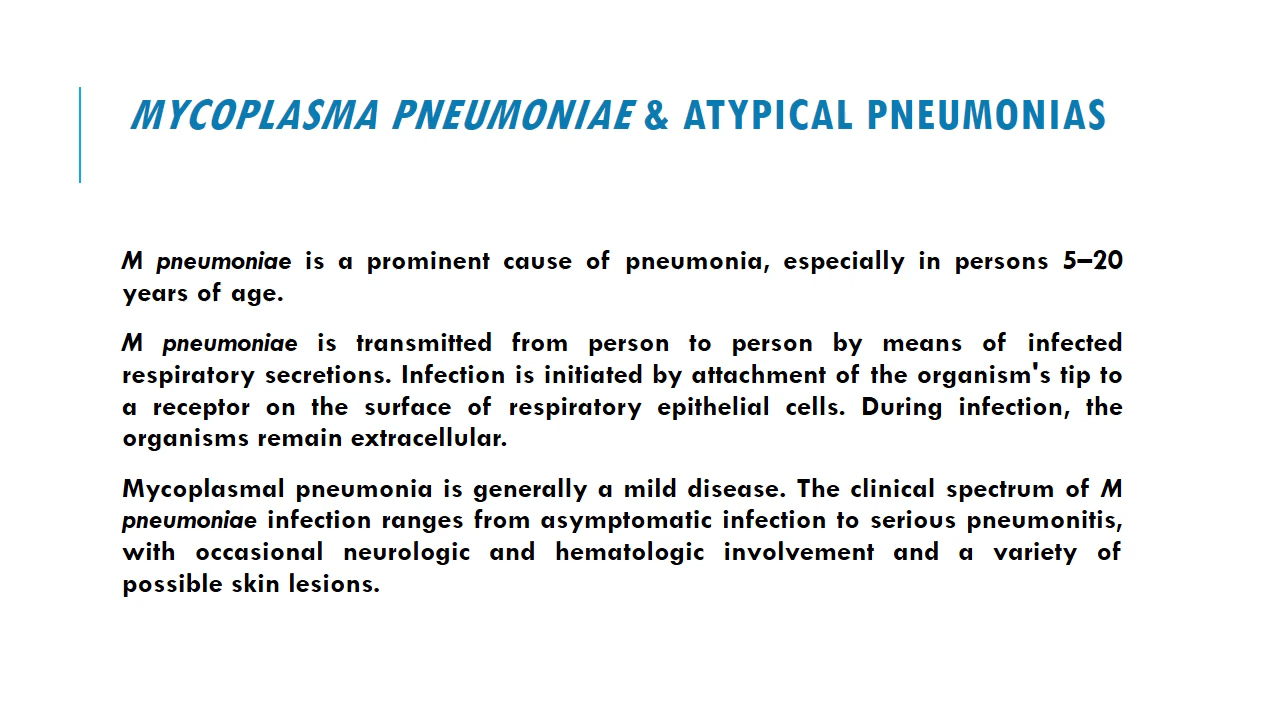 MYCOPLASMA PNEUMONIAE & ATYPICAL PNEUMONIAS
M pneumoniae is a prominent cause of pneumonia, especially in persons 5–20
years of age.
M pneumoniae is transmitted from person to person by means of infected
respiratory secretions. Infection is initiated by attachment of the organism's tip to
a receptor on the surface of respiratory epithelial cells. During infection, the
organisms remain extracellular.
Mycoplasmal pneumonia is generally a mild disease. The clinical spectrum of M
pneumoniae infection ranges from asymptomatic infection to serious pneumonitis,
with occasional neurologic and hematologic involvement and a variety of
possible skin lesions.